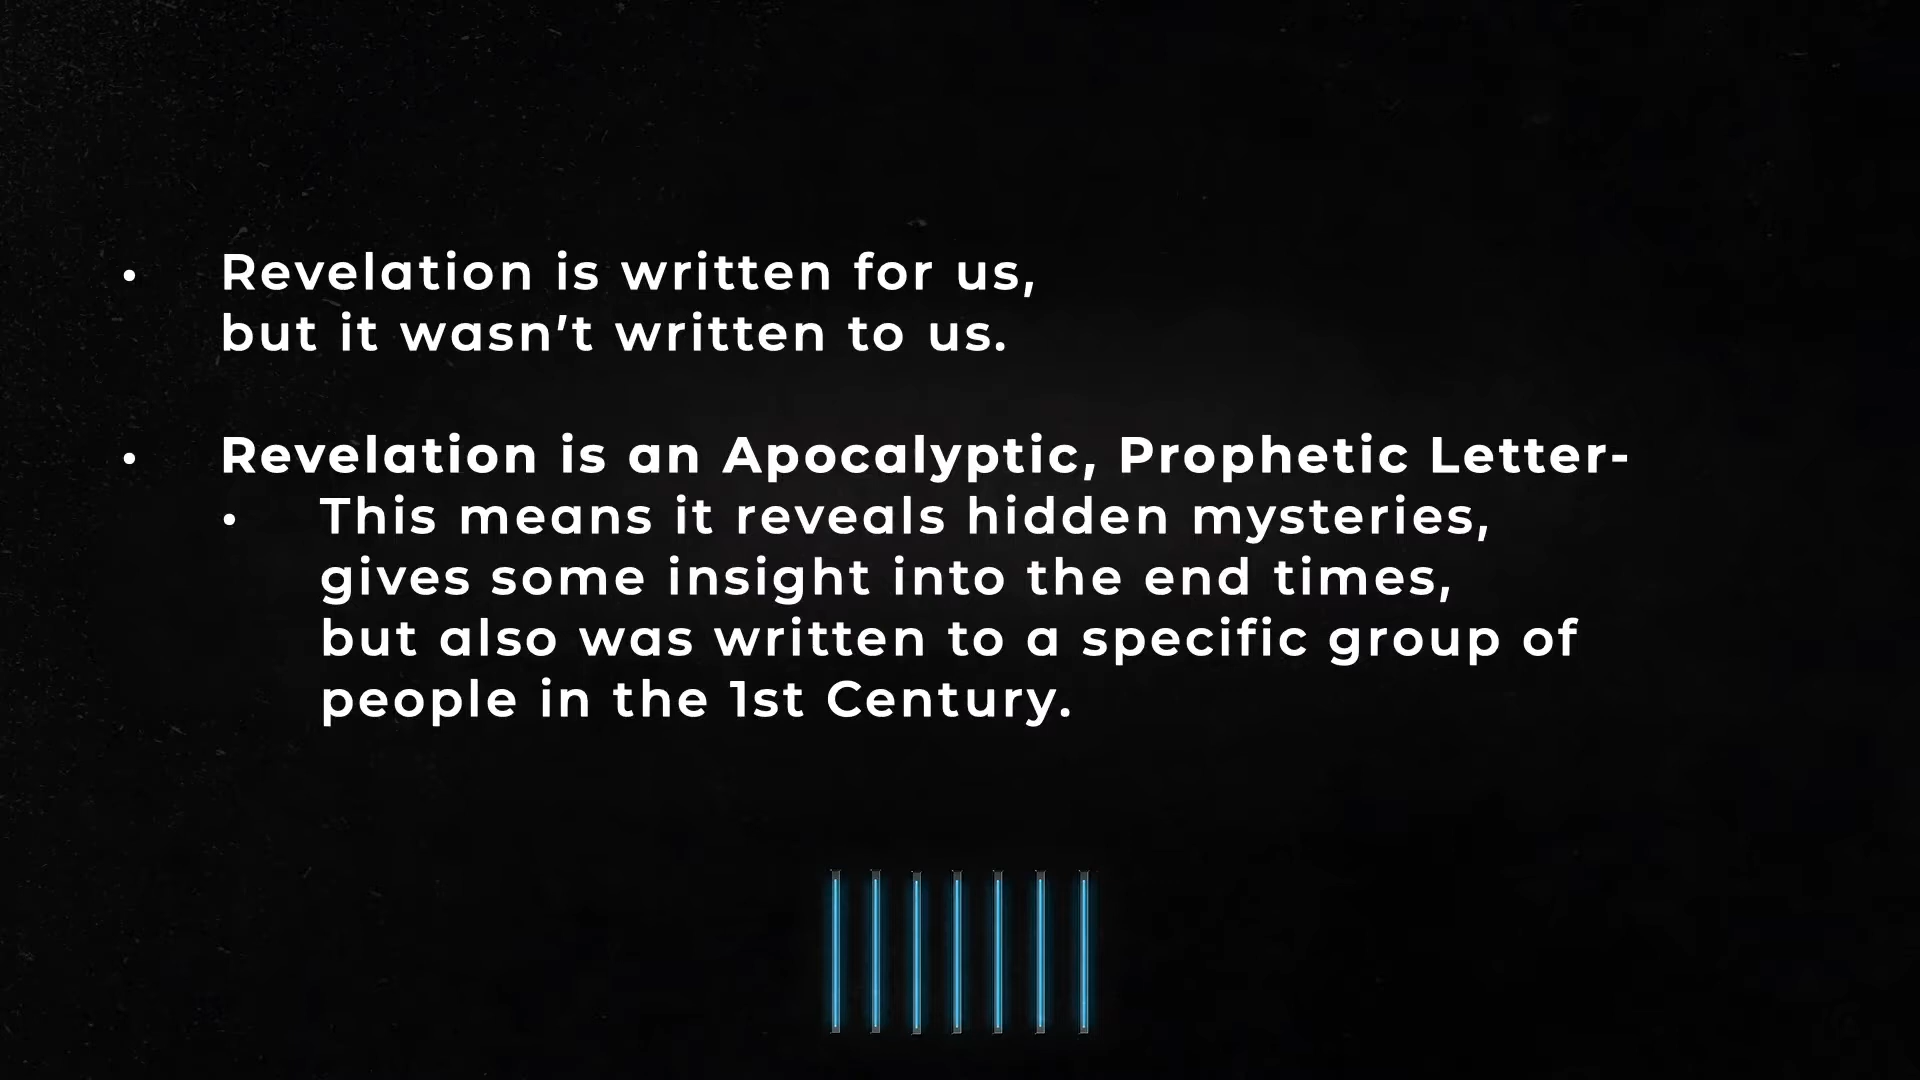 • Revelation is written for us,
but it wasn’t written to us.
• Revelation is an Apocalyptic, Prophetic Letter-
• This means it reveals hidden mysteries,
gives some insight into the end times,
but also was written to a specific group of
people in the 1st Century.